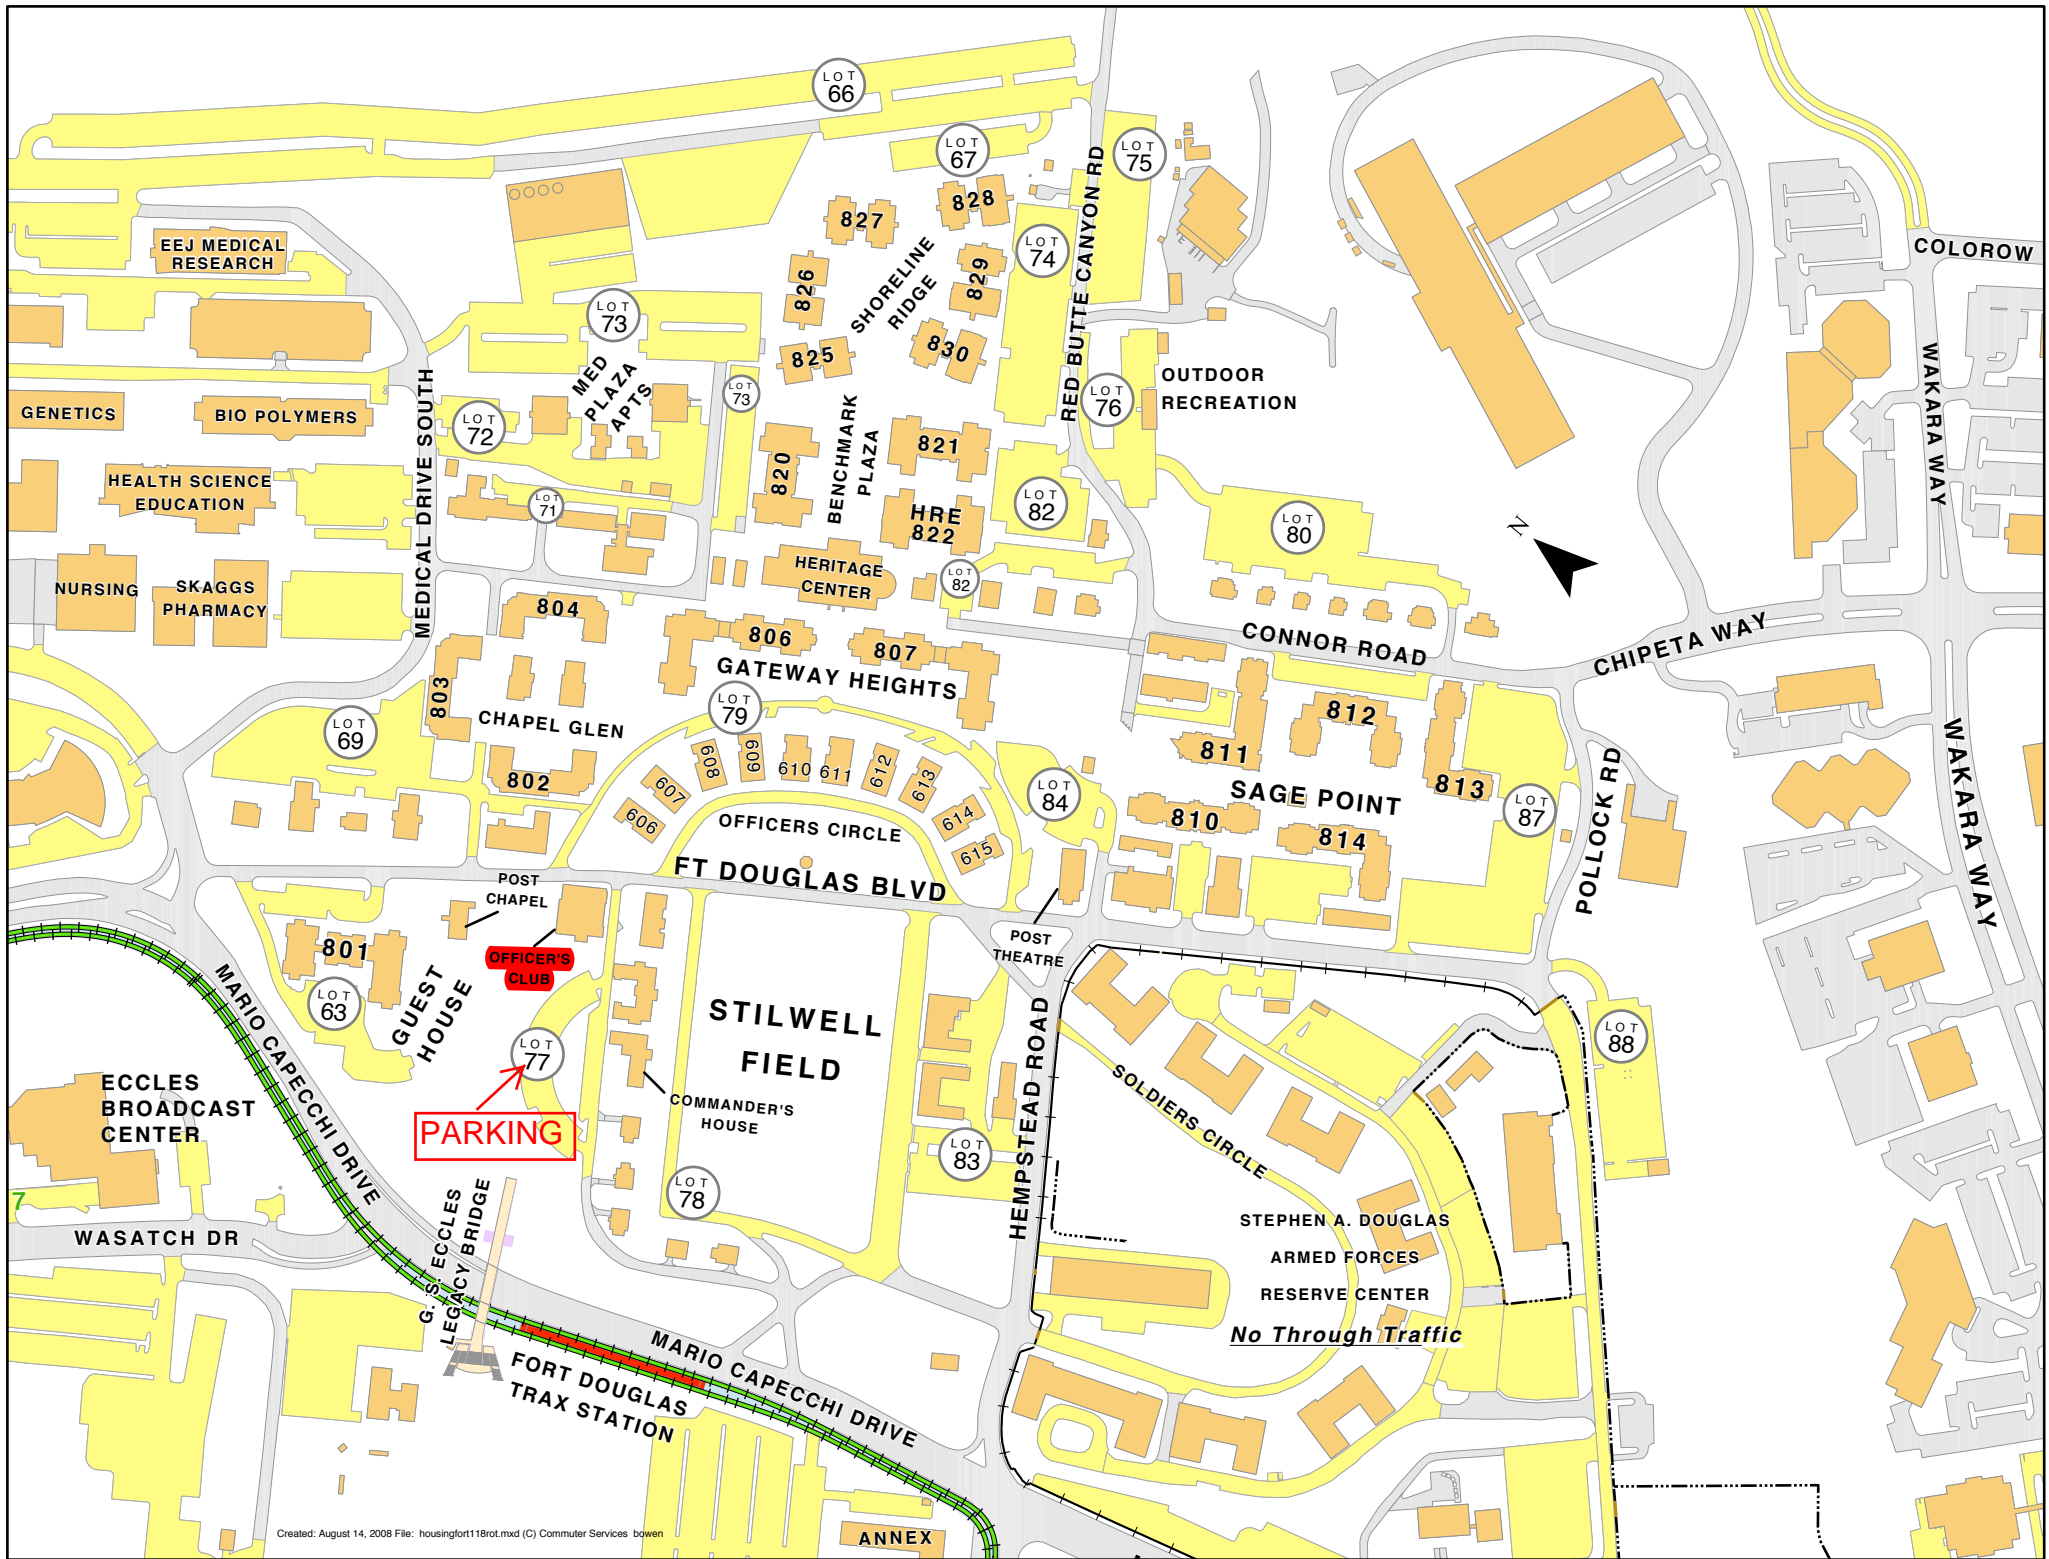 LOT
66
LOT
67
LOT
75
828
827
LOT
74
RED BUTTE CANYON RD
EEJ MEDICAL
RESEARCH
COLOROW
826
SHORELINE
RIDGE
829
LOT
73
825
830
MED
PLAZA
APTS
LOT
73
OUTDOOR
RECREATION
LOT
76
WAKARA WAY
GENETICS
BIO POLYMERS
MEDICAL DRIVE SOUTH
LOT
72
BENCHMARK
PLAZA
821
820
HEALTH SCIENCE
EDUCATION
LOT
71
LOT
82
HRE
822
LOT
80
N
HERITAGE
CENTER
LOT
82
NURSING
SKAGGS
PHARMACY
804
806
807
GATEWAY HEIGHTS
CONNOR ROAD
CHIPETA WAY
803
CHAPEL GLEN
LOT
69
LOT
79
812
811
813
802
608
609
610
611
612
613
607
606
614
615
OFFICERS CIRCLE
LOT
84
SAGE POINT
810
814
LOT
87
POLLOCK RD
WAKARA WAY
FT DOUGLAS BLVD
POST
CHAPEL
OFFICER'S
CLUB
POST
THEATRE
801
LOT
63
GUEST
HOUSE
MARIO CAPECCHI DRIVE
STILWELL
FIELD
LOT
77
HEMPSTEAD ROAD
SOLDIERS CIRCLE
LOT
88
ECCLES
BROADCAST
CENTER
PARKING
COMMANDER'S
HOUSE
LOT
83
LOT
78
7
WASATCH DR
G. S. ECCLES
LEGACY BRIDGE
STEPHEN A. DOUGLAS
ARMED FORCES
RESERVE CENTER
No Through Traffic
MARIO CAPECCHI DRIVE
FORT DOUGLAS
TRAX STATION
Created: August 14, 2008 File: housingfort118rot.mxd (C) Commuter Services bowen
ANNEX